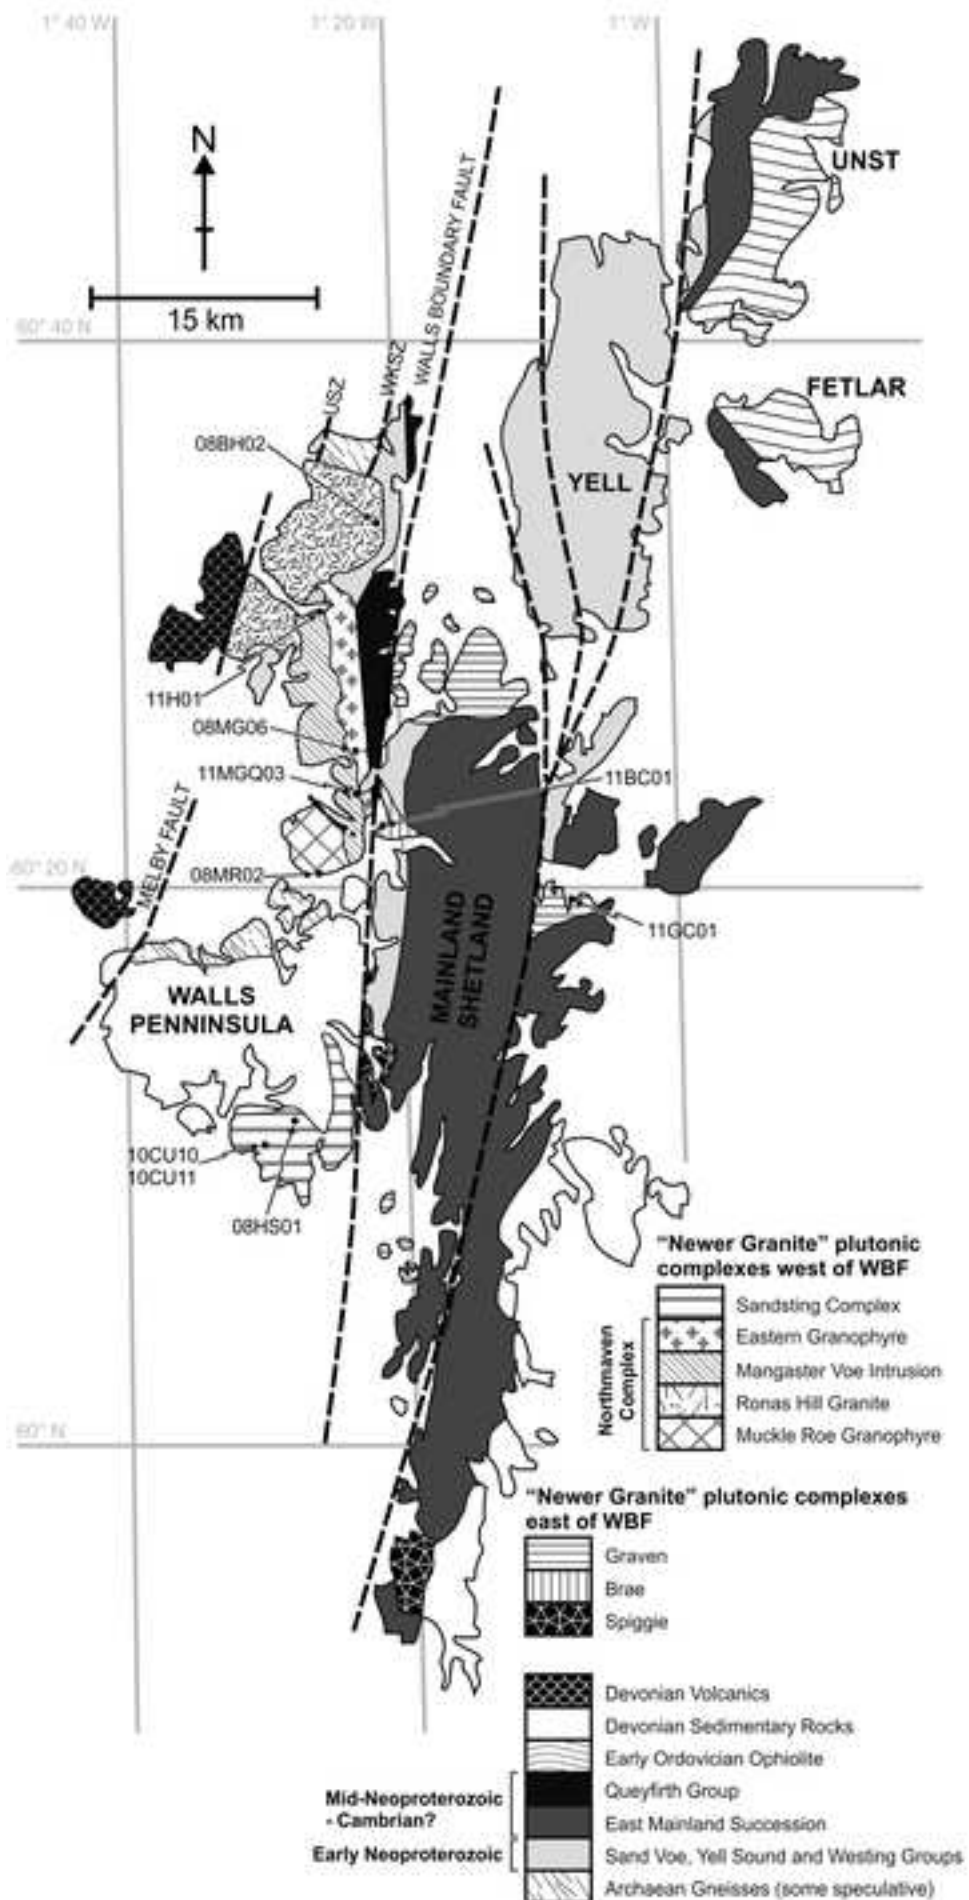 1° 40 W
1° 20 W
1° W
N
UNST
WALLS BOUNDARY FAULT
15 km
60° 40 N
WKSZ
USZ
FETLAR
08BH02
YELL
11H01
08MG06
11MGQ03
11BC01
MELBY FAULT
60° 20 N
08MR02
11GC01
MAINLAND
SHETLAND
WALLS
PENNINSULA
10CU10
10CU11
08HS01
"Newer Granite" plutonic
complexes west of WBF
Sandsting Complex
Eastern Granophyre
Mangaster Voe Intrusion
Ronas Hill Granite
Muckle Roe Granophyre
Northmaven
Complex
60° N
"Newer Granite" plutonic complexes
east of WBF
Graven
Brae
Spiggie
Devonian Volcanics
Devonian Sedimentary Rocks
Early Ordovician Ophiolite
Queyfirth Group
Mid-Neoproterozoic
- Cambrian?
East Mainland Succession
Early Neoproterozoic
Sand Voe, Yell Sound and Westing Groups
Archaean Gneisses (some speculative)